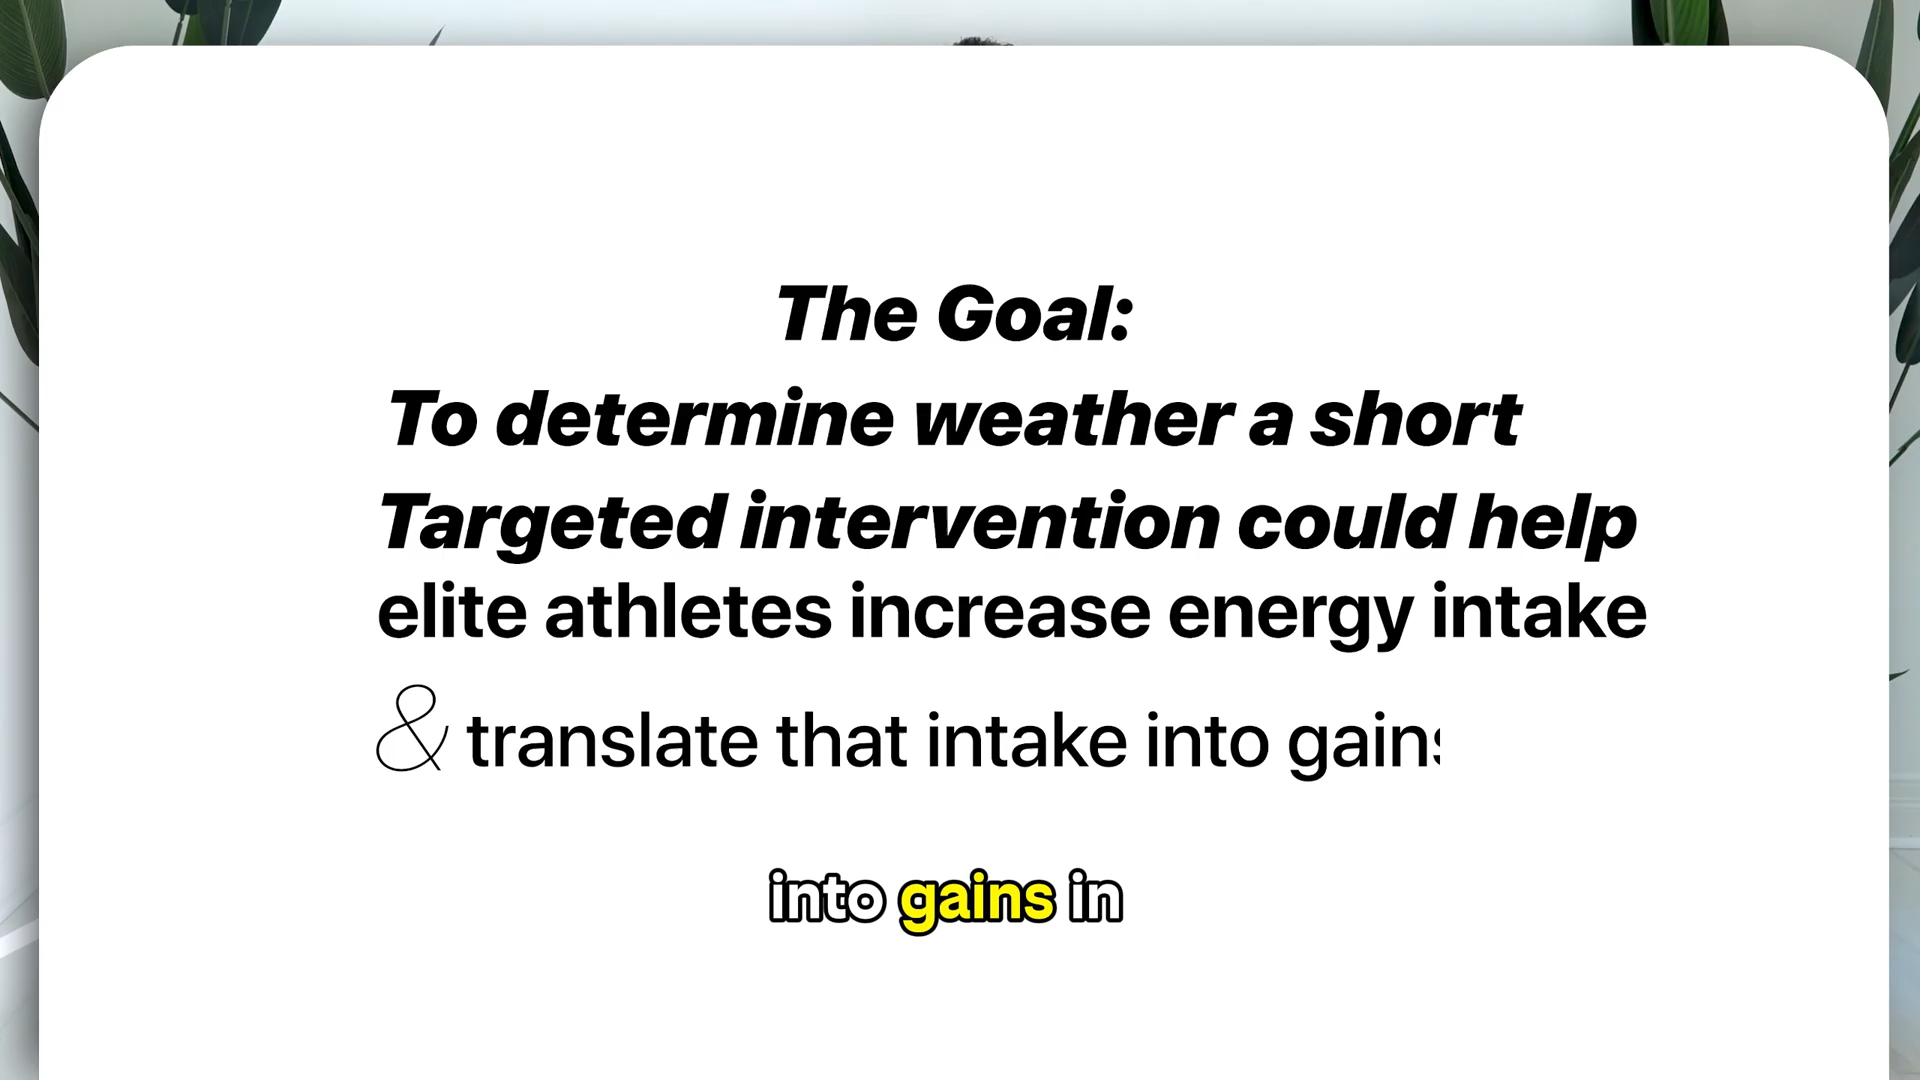 The Goal:
To determine weather a short
Targeted intervention could help
elite athletes increase energy intake
& translate that intake into gains
into gains in